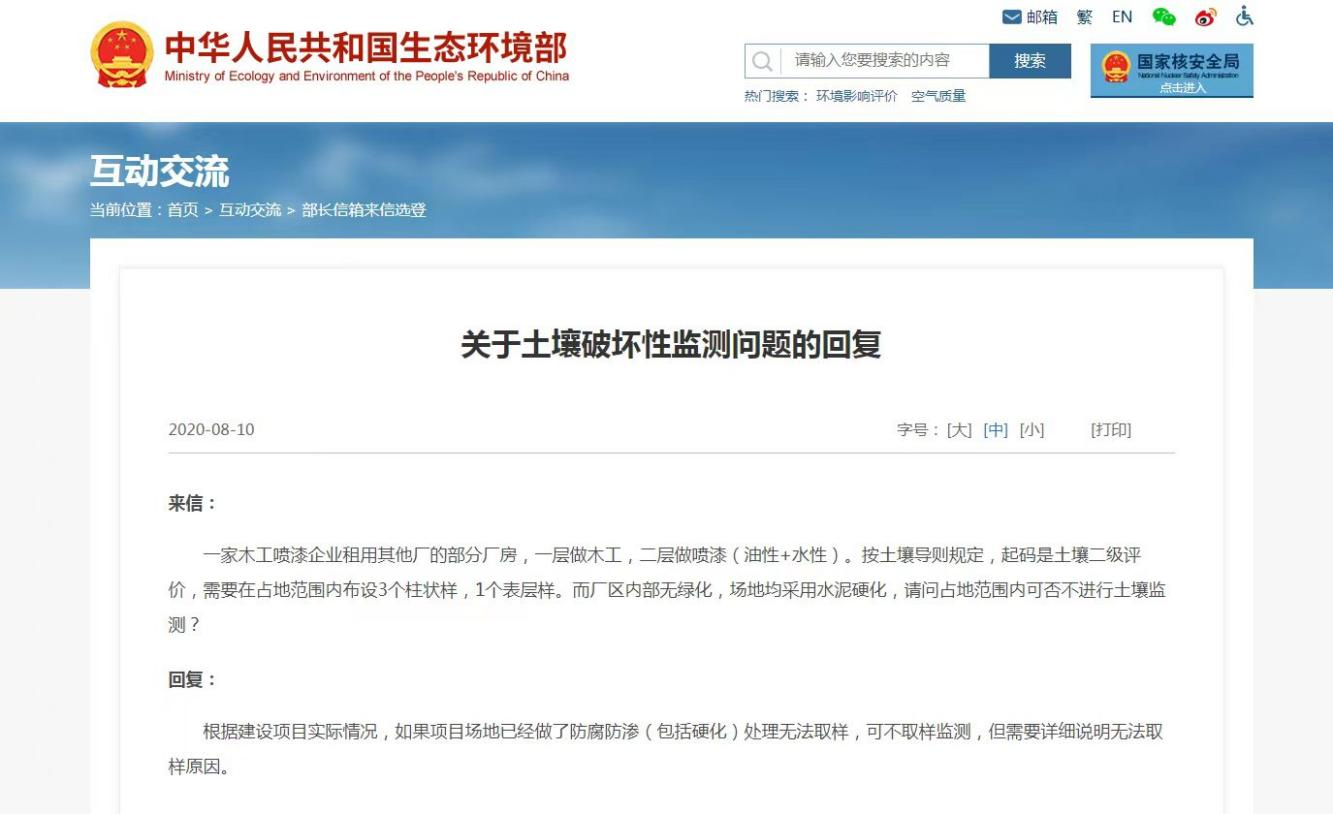 邮箱 繁 EN
中华人民共和国生态环境部
Ministry of Ecology and Environment of the People's Republic of China
请输入您要搜索的内容 搜索
热门搜索： 环境影响评价 空气质量
国家核安全局
National Nuclear Safety Administration
点击进入
互动交流
当前位置：首页 > 互动交流 > 部长信箱来信选登
关于土壤破坏性监测问题的回复
2020-08-10 字号：[大] [中] [小] [打印]
来信：
一家木工喷漆企业租用其他厂的部分厂房，一层做木工，二层做喷漆（油性+水性）。按土壤导则规定，起码是土壤二级评
价，需要在占地范围内布设3个柱状样，1个表层样。而厂区内部无绿化，场地均采用水泥硬化，请问占地范围内可否不进行土壤监
测？
回复：
根据建设项目实际情况，如果项目场地已经做了防腐防渗（包括硬化）处理无法取样，可不取样监测，但需要详细说明无法取
样原因。